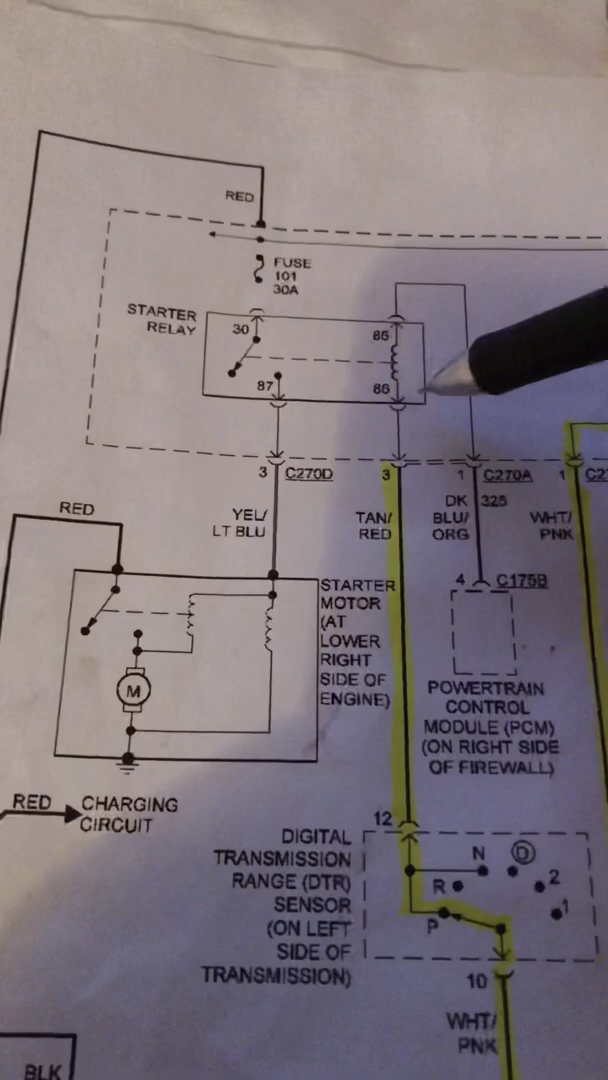 RED
FUSE
101
30A
STARTER
RELAY
30
85
87
86
3 C270D
3
1 C270A
1
YEL/
LT BLU
TAN/
RED
DK 325
BLU/
ORG
WHT/
PNK
RED
4 C175B
STARTER
MOTOR
(AT
LOWER
RIGHT
SIDE OF
ENGINE)
M
POWERTRAIN
CONTROL
MODULE (PCM)
(ON RIGHT SIDE
OF FIREWALL)
RED
CHARGING
CIRCUIT
12
DIGITAL
TRANSMISSION
RANGE (DTR)
SENSOR
(ON LEFT
SIDE OF
TRANSMISSION)
N
D
R
2
P
1
10
WHT/
PNK
BLK